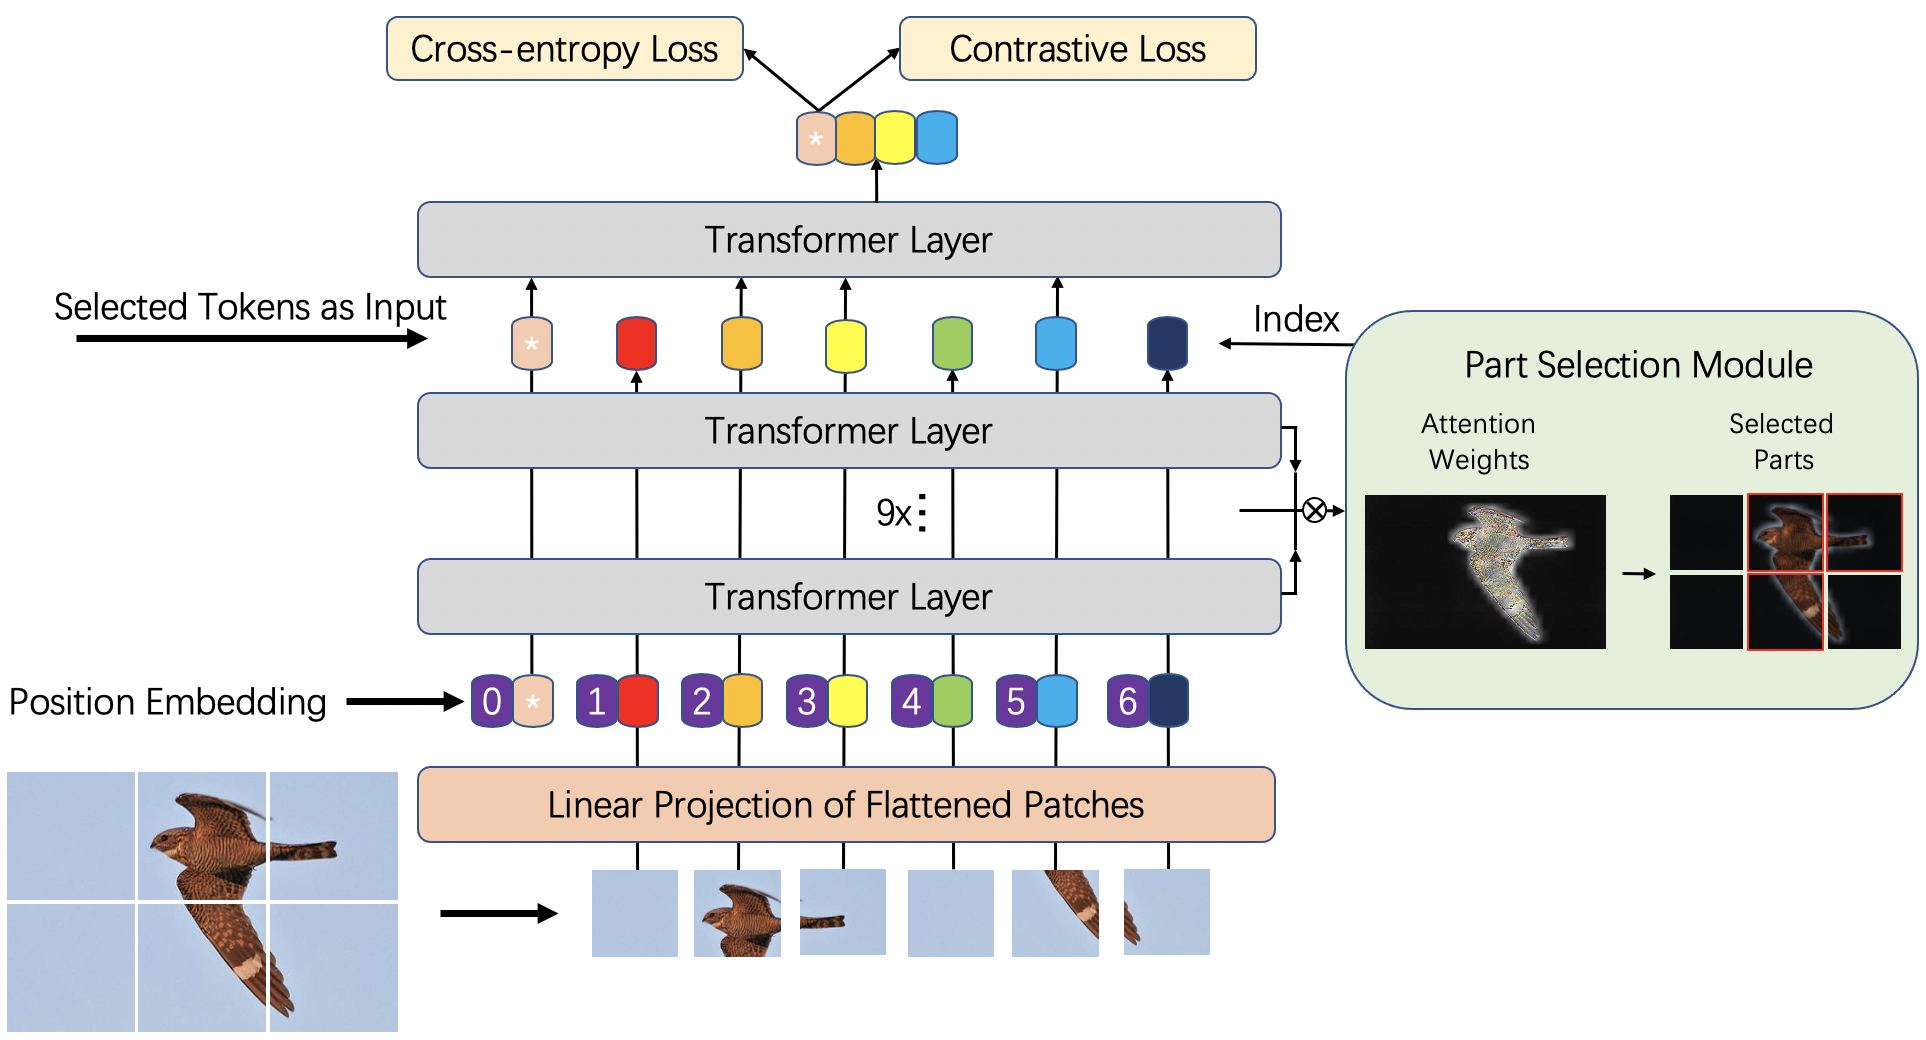 Cross-entropy Loss
Contrastive Loss
*
Transformer Layer
Selected Tokens as Input
*
Index
Part Selection Module
Transformer Layer
Attention
Weights
Selected
Parts
9x
Transformer Layer
Position Embedding
0 * 1 2 3 4 5 6
Linear Projection of Flattened Patches